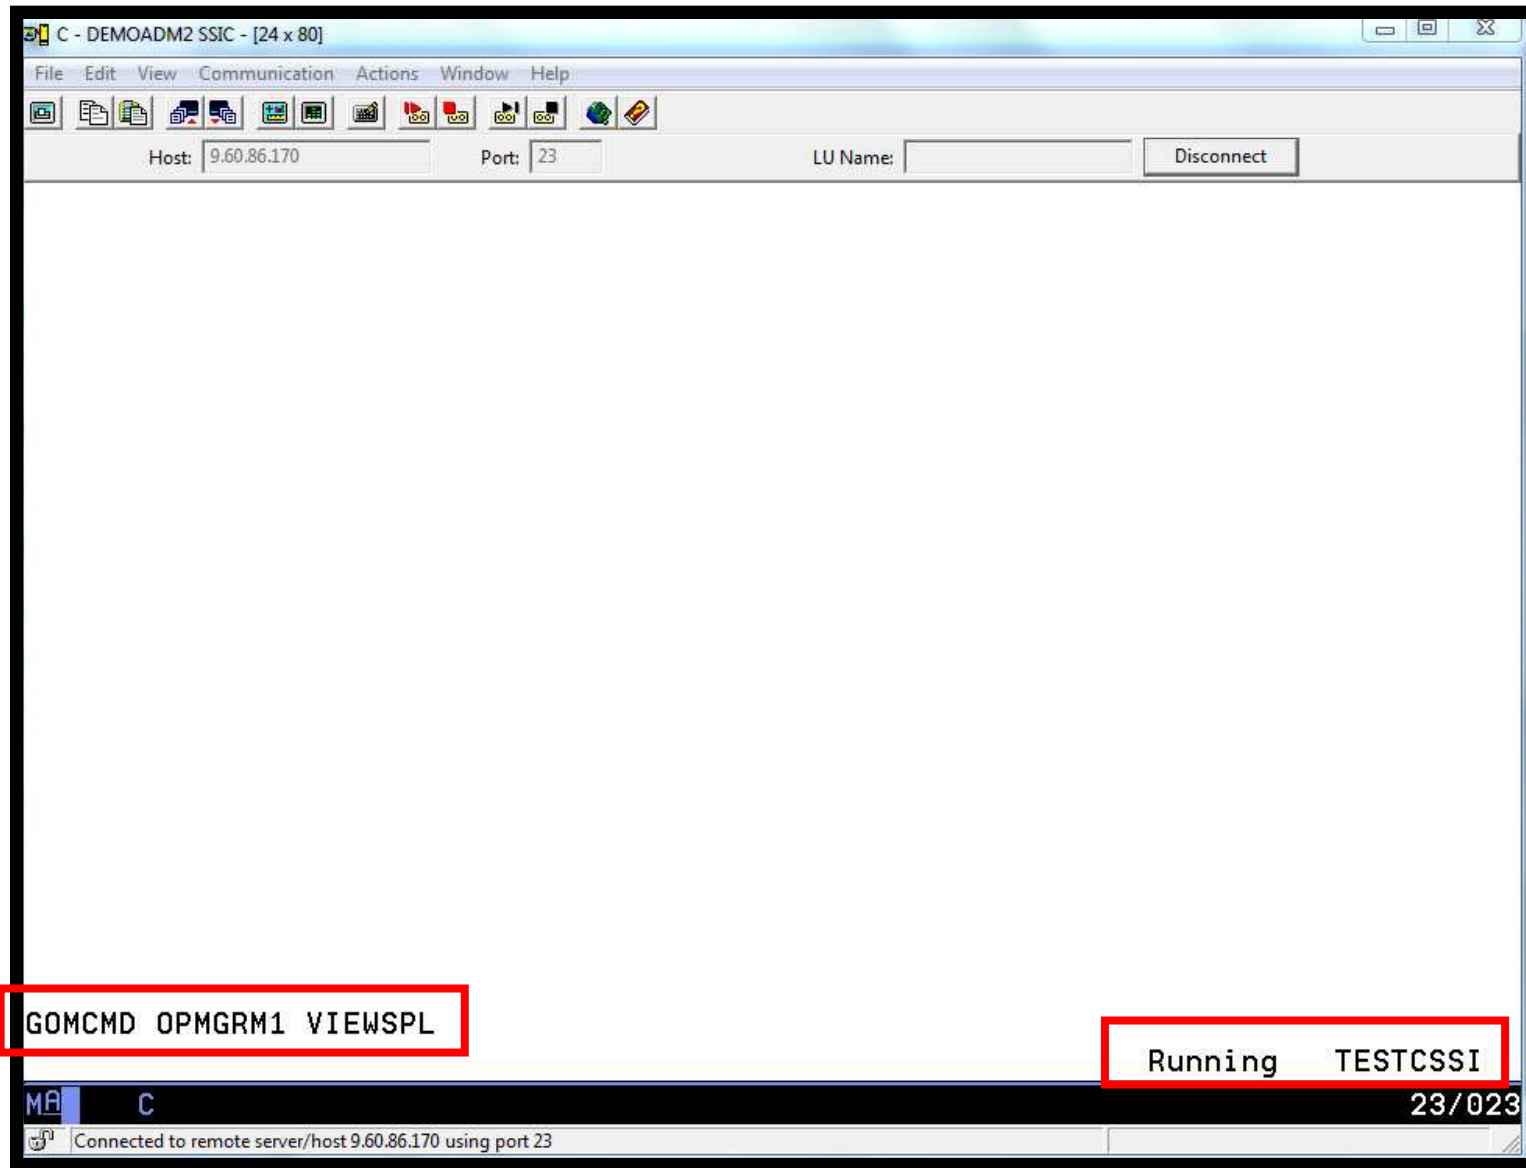 C - DEMOADM2 SSIC - [24 x 80]
File Edit View Communication Actions Window Help
Host: 9.60.86.170 Port: 23 LU Name: Disconnect
GOMCMD OPMGRM1 VIEWSPL
Running TESTCSSI
MA C 23/023
Connected to remote server/host 9.60.86.170 using port 23